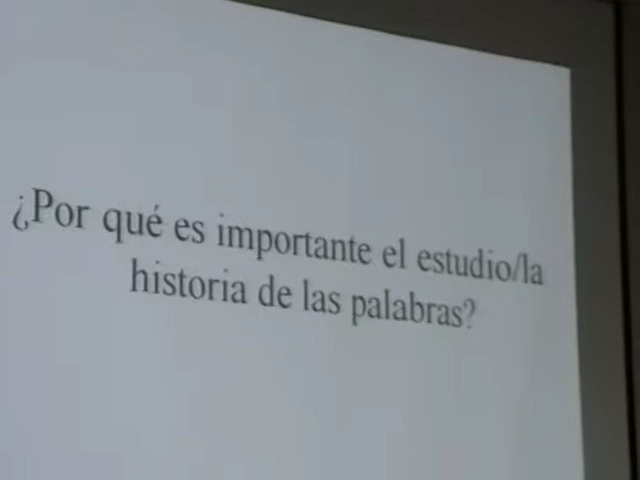 ¿Por qué es importante el estudio/la
historia de las palabras?